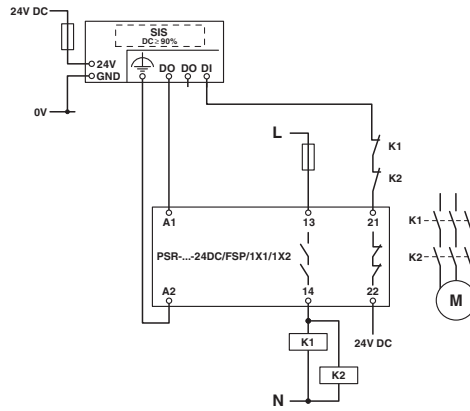 24V DC
SIS
DC ≥ 90%
24V
GND
DO DO DI
0V
L
K1
K2
A1
13
21
PSR-...-24DC/FSP/1X1/1X2
A2
14
22
K1
K2
M
K1
24V DC
K2
N